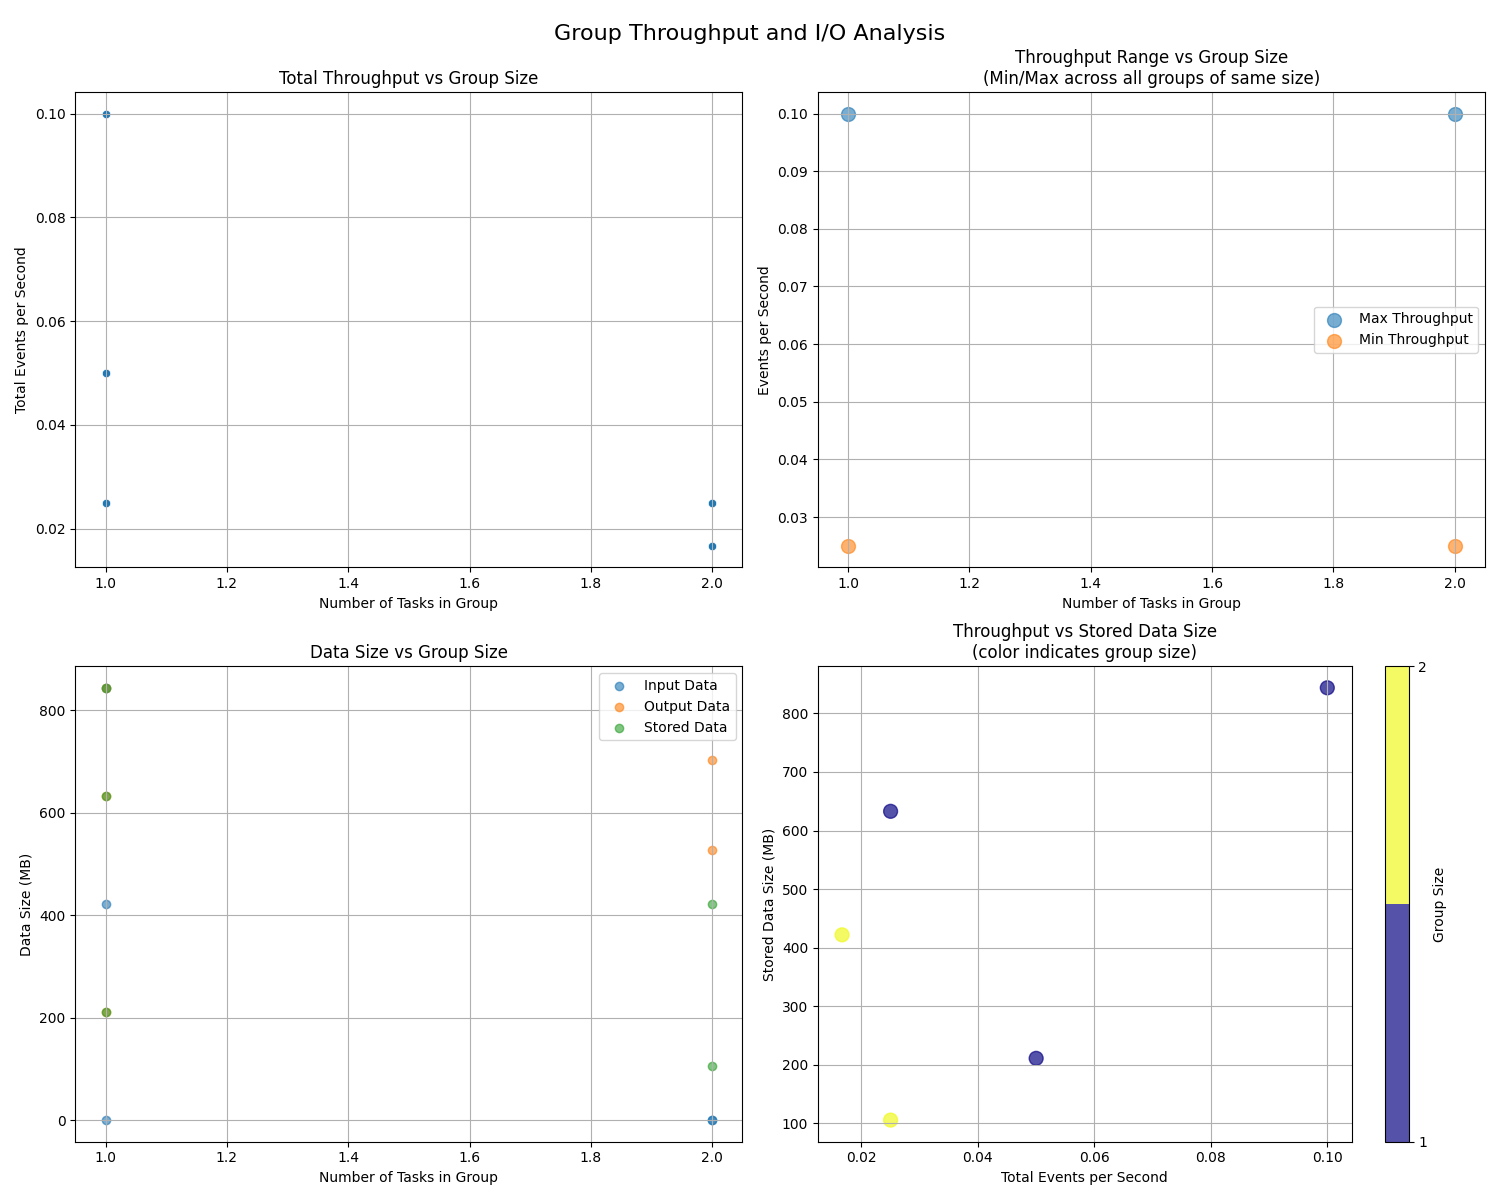 Group Throughput and I/O Analysis
Total Throughput vs Group Size
0.10
0.08
0.06
0.04
0.02
Total Events per Second
1.0 1.2 1.4 1.6 1.8 2.0
Number of Tasks in Group
Throughput Range vs Group Size
(Min/Max across all groups of same size)
0.10
0.09
0.08
0.07
0.06
0.05
0.04
0.03
Events per Second
Max Throughput
Min Throughput
1.0 1.2 1.4 1.6 1.8 2.0
Number of Tasks in Group
Data Size vs Group Size
800
600
400
200
0
Data Size (MB)
Input Data
Output Data
Stored Data
1.0 1.2 1.4 1.6 1.8 2.0
Number of Tasks in Group
Throughput vs Stored Data Size
(color indicates group size)
800
700
600
500
400
300
200
100
Stored Data Size (MB)
0.02 0.04 0.06 0.08 0.10
Total Events per Second
2
1
Group Size